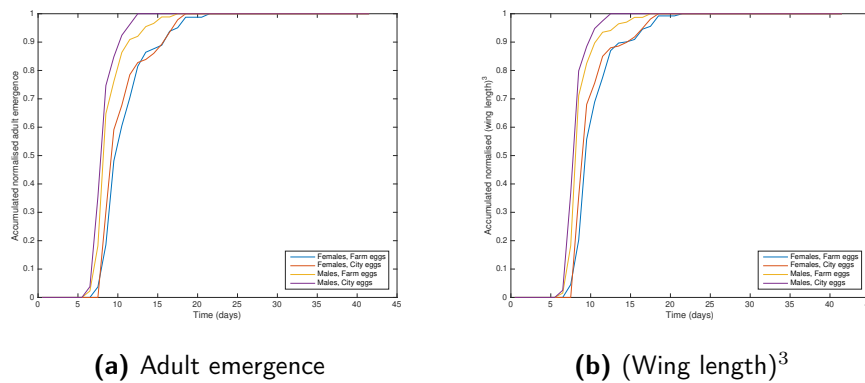 Accumulated normalised adult emergence
1
0.9
0.8
0.7
0.6
0.5
0.4
0.3
0.2
0.1
0
0 5 10 15 20 25 30 35 40 45
Time (days)
Females, Farm eggs
Females, City eggs
Males, Farm eggs
Males, City eggs
(a) Adult emergence
Accumulated normalised (wing length)³
1
0.9
0.8
0.7
0.6
0.5
0.4
0.3
0.2
0.1
0
0 5 10 15 20 25 30 35 40
Time (days)
Females, Farm eggs
Females, City eggs
Males, Farm eggs
Males, City eggs
(b) (Wing length)³